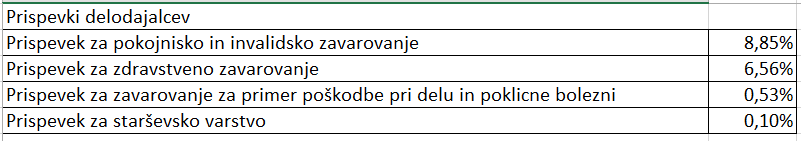 Prispevki delodajalcev
Prispevek za pokojnisko in invalidsko zavarovanje 8,85%
Prispevek za zdravstveno zavarovanje 6,56%
Prispevek za zavarovanje za primer poškodbe pri delu in poklicne bolezni 0,53%
Prispevek za starševsko varstvo 0,10%